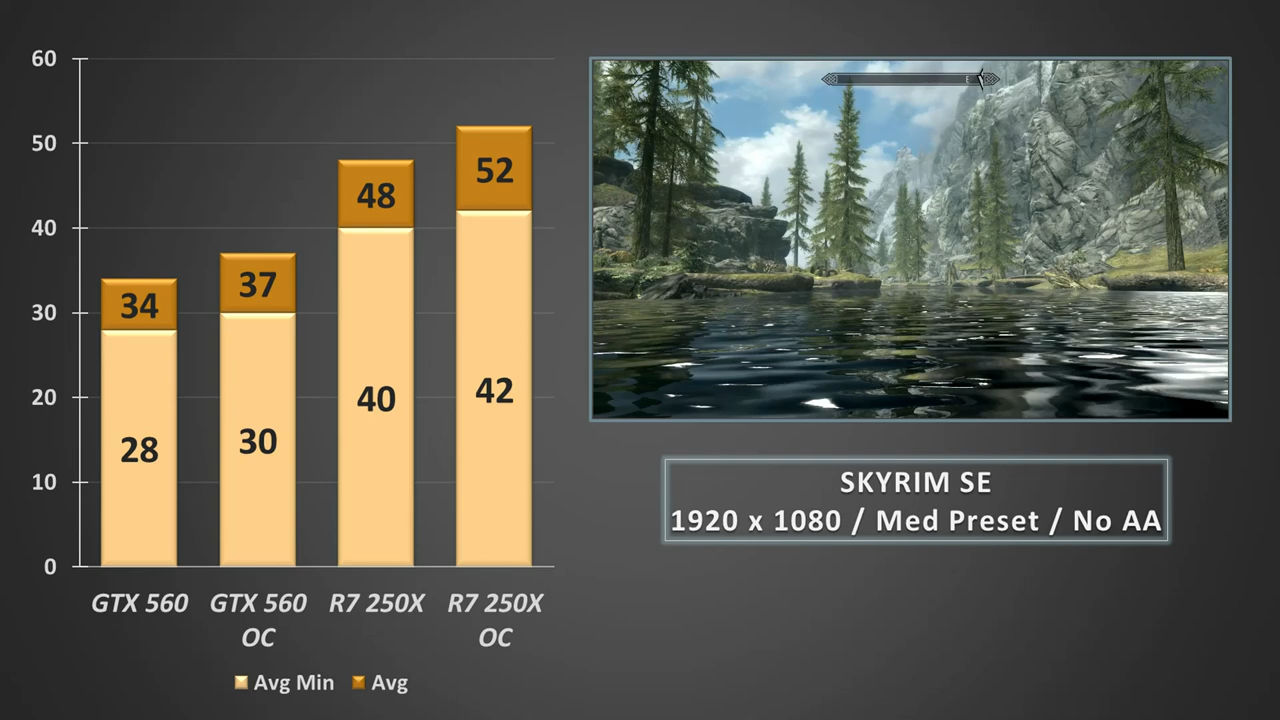 60
50
40
30
20
10
0
34
28
37
30
48
40
52
42
GTX 560
GTX 560
OC
R7 250X
R7 250X
OC
Avg Min
Avg
E
SKYRIM SE
1920 x 1080 / Med Preset / No AA